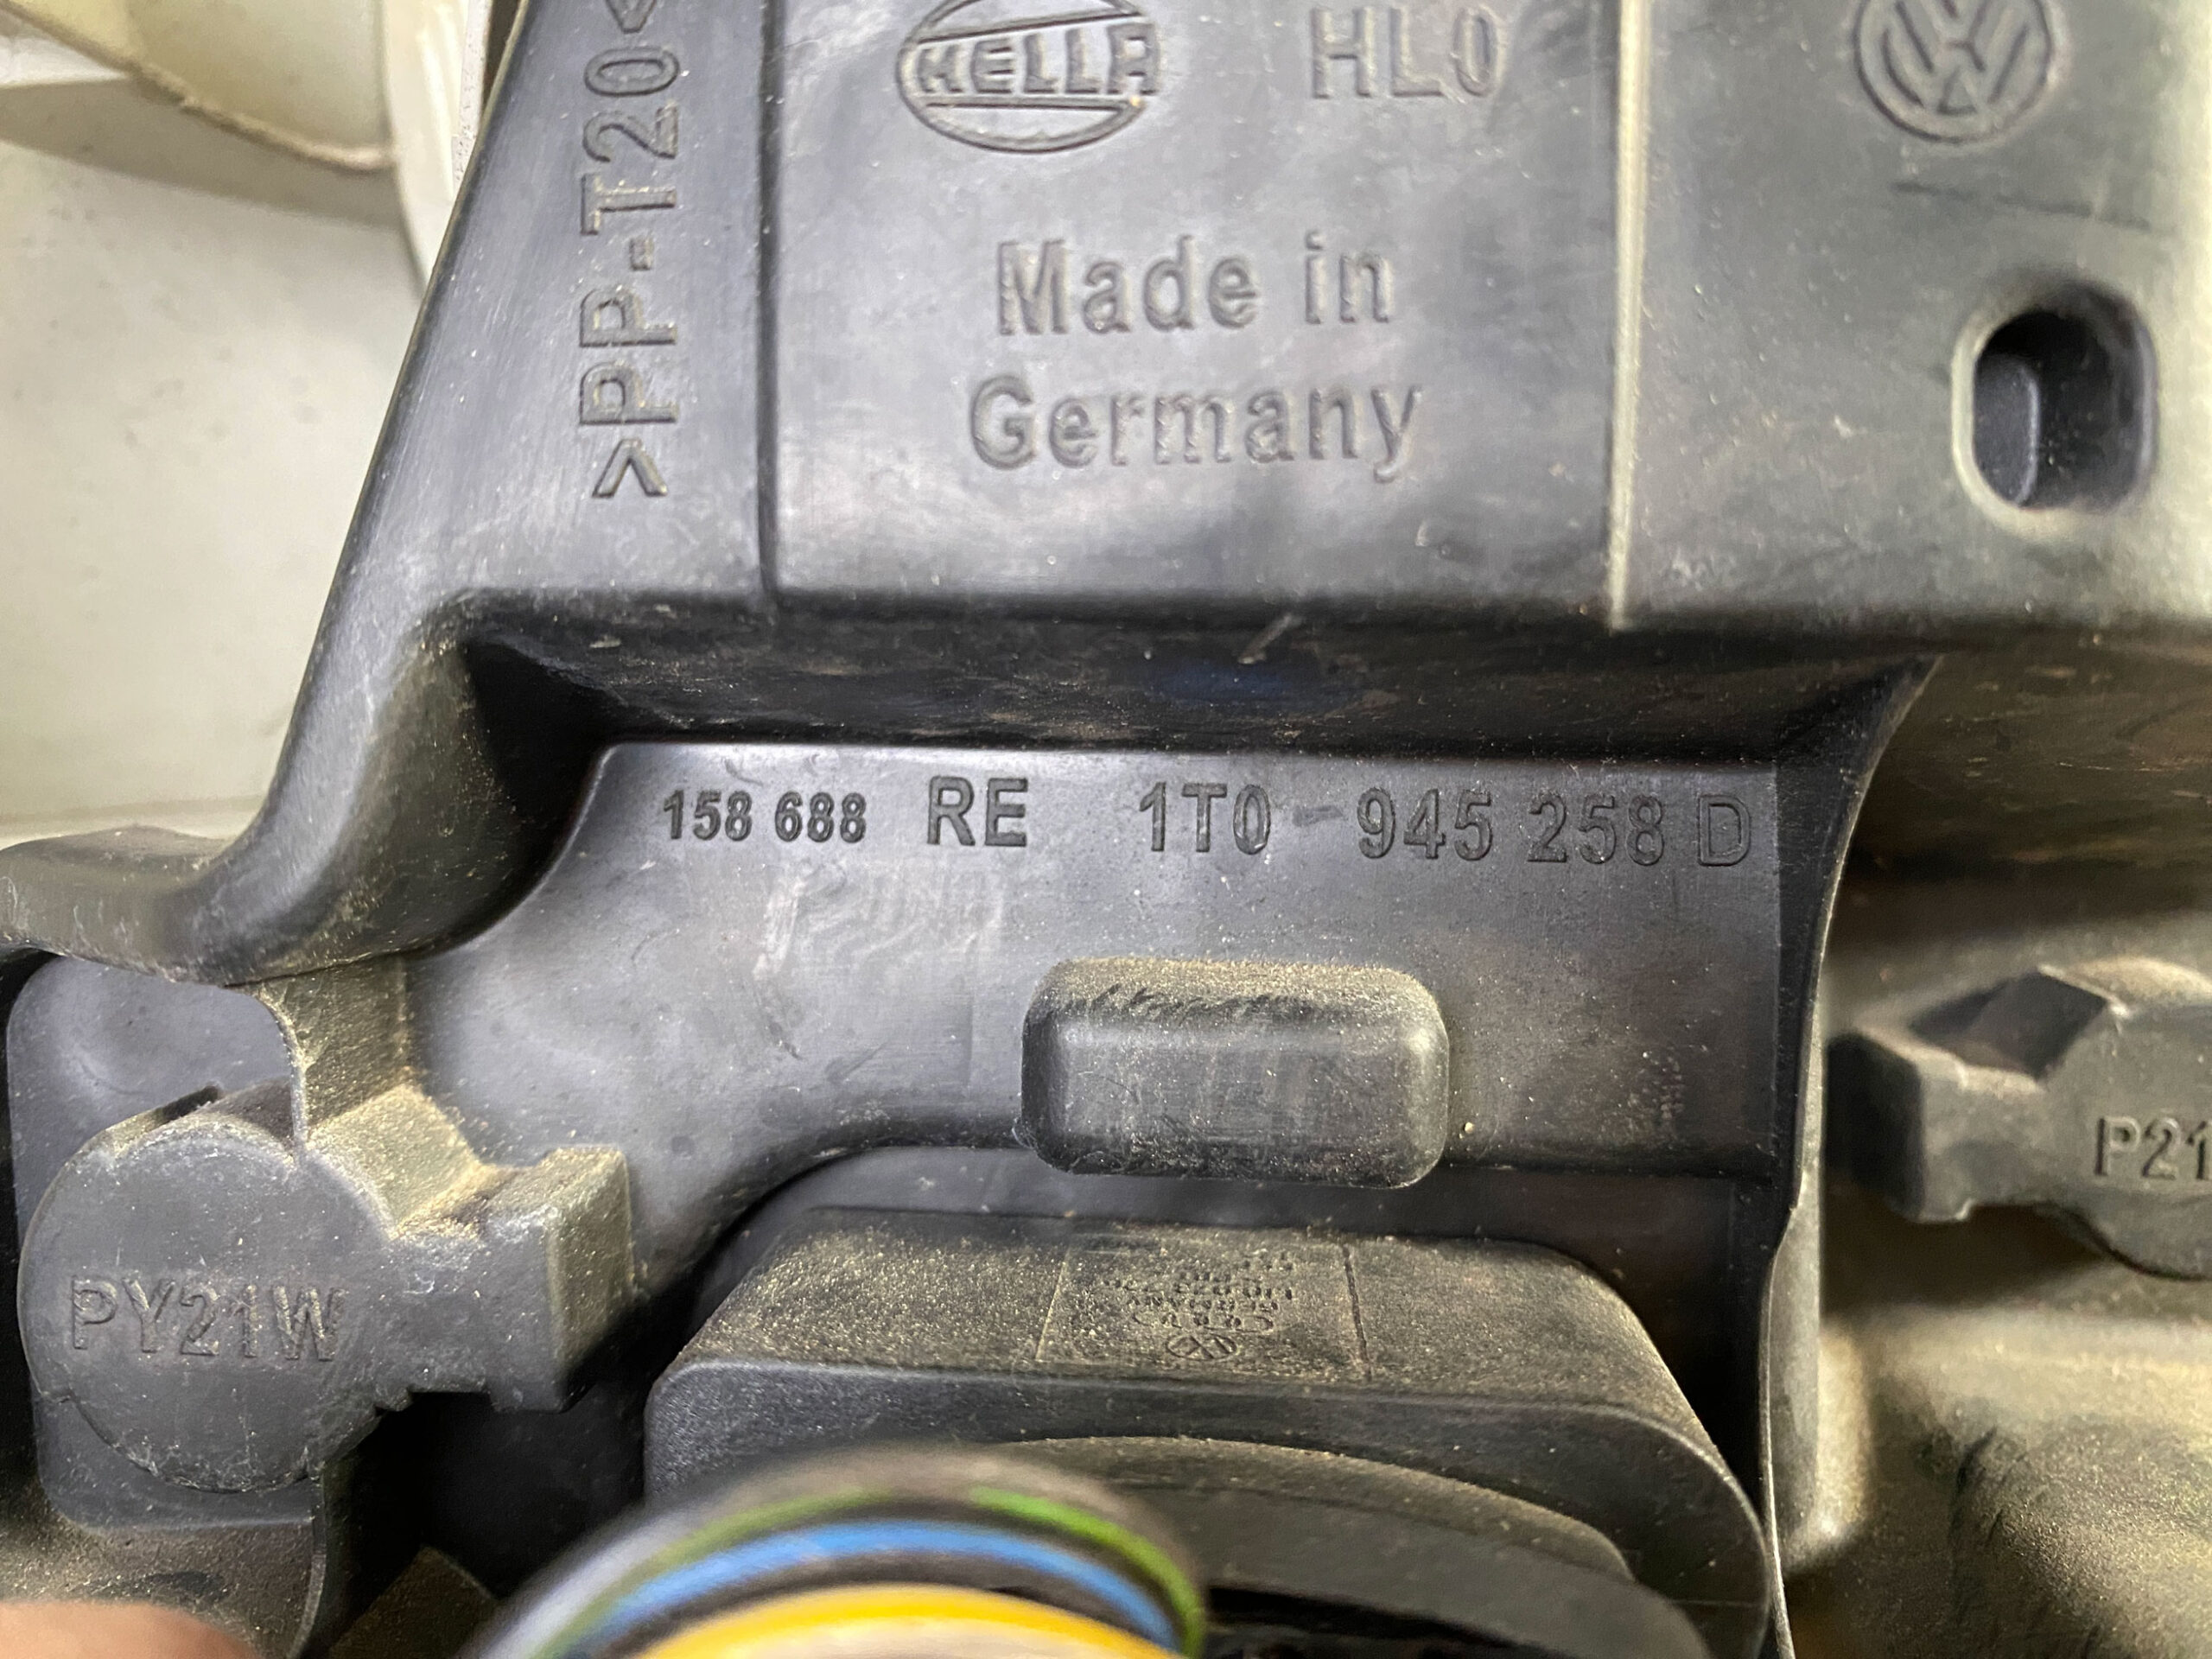 >PP-T20<
HELLA
HL0
Made in
Germany
158 688 RE 1T0 945 258 D
P21
PY21W